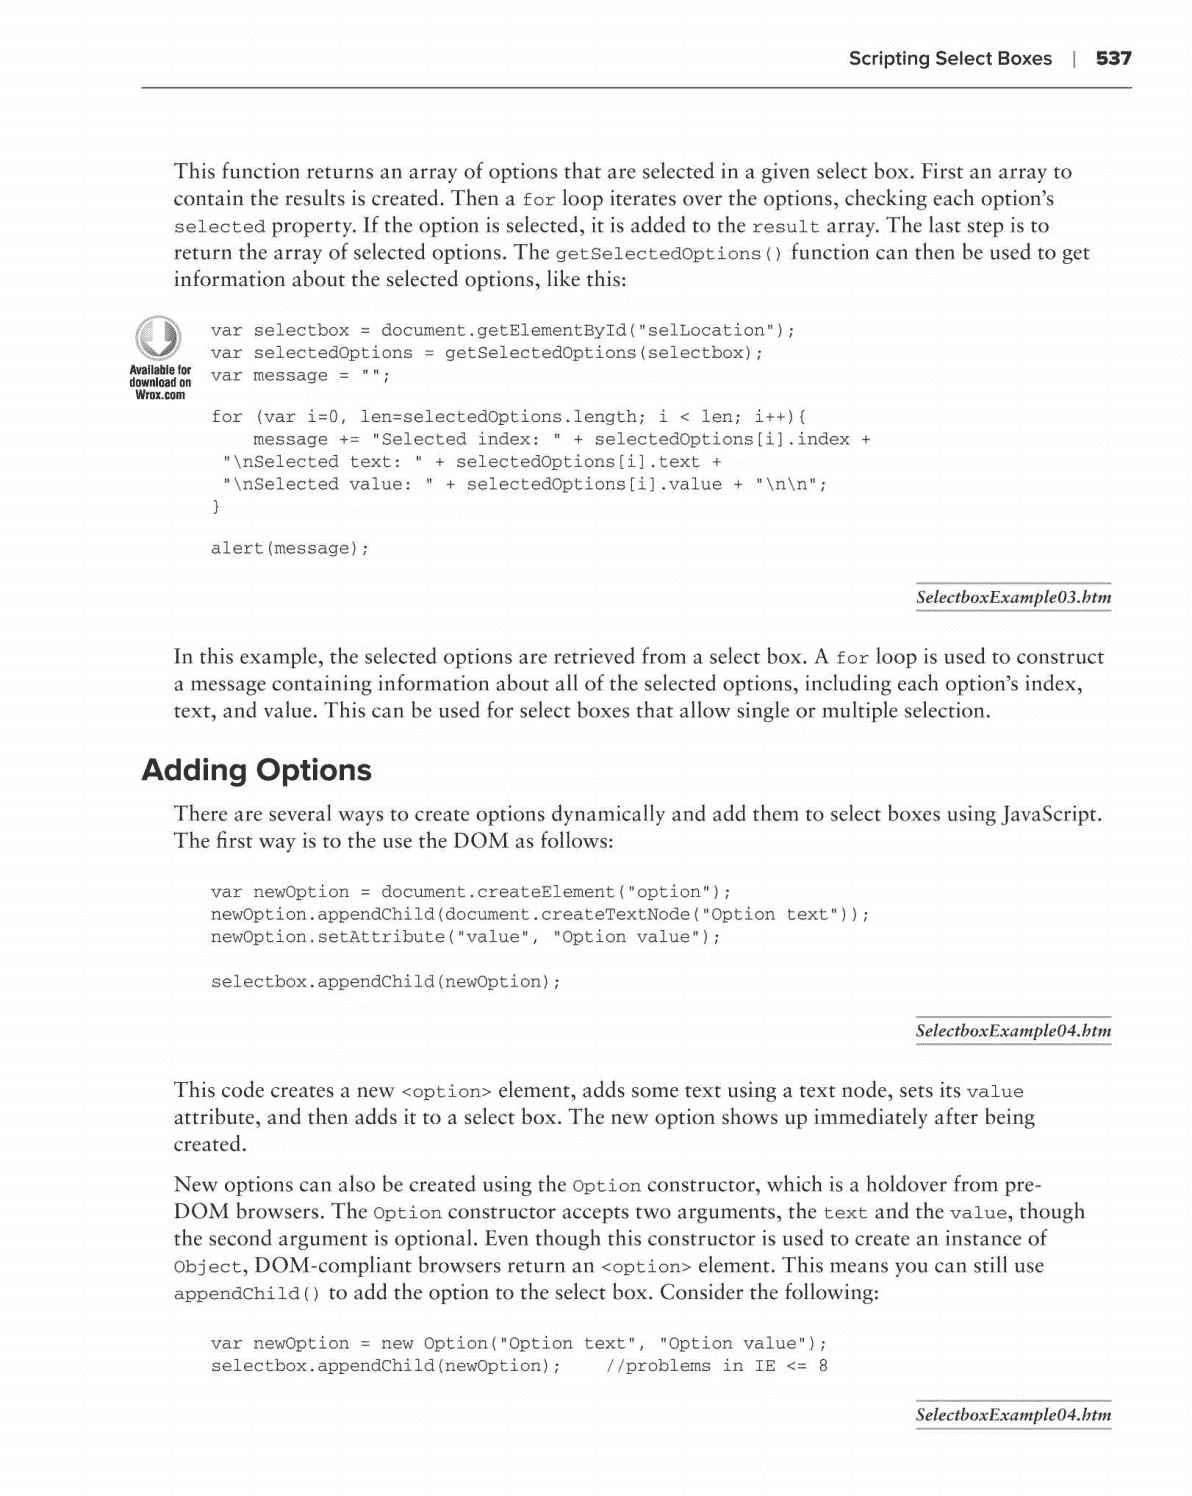 Scripting Select Boxes | 537
This function returns an array of options that are selected in a given select box. First an array to
contain the results is created. Then a for loop iterates over the options, checking each option's
selected property. If the option is selected, it is added to the result array. The last step is to
return the array of selected options. The getSelectedOptions() function can then be used to get
information about the selected options, like this:
var selectbox = document.getElementById("selLocation");
var selectedOptions = getSelectedOptions(selectbox);
var message = "";
Available for
download on
Wrox.com
for (var i=0, len=selectedOptions.length; i < len; i++){
    message += "Selected index: " + selectedOptions[i].index +
 "\nSelected text: " + selectedOptions[i].text +
 "\nSelected value: " + selectedOptions[i].value + "\n\n";
}
alert(message);
SelectboxExample03.htm
In this example, the selected options are retrieved from a select box. A for loop is used to construct
a message containing information about all of the selected options, including each option's index,
text, and value. This can be used for select boxes that allow single or multiple selection.
Adding Options
There are several ways to create options dynamically and add them to select boxes using JavaScript.
The first way is to the use the DOM as follows:
var newOption = document.createElement("option");
newOption.appendChild(document.createTextNode("Option text"));
newOption.setAttribute("value", "Option value");
selectbox.appendChild(newOption);
SelectboxExample04.htm
This code creates a new <option> element, adds some text using a text node, sets its value
attribute, and then adds it to a select box. The new option shows up immediately after being
created.
New options can also be created using the Option constructor, which is a holdover from pre-
DOM browsers. The Option constructor accepts two arguments, the text and the value, though
the second argument is optional. Even though this constructor is used to create an instance of
Object, DOM-compliant browsers return an <option> element. This means you can still use
appendChild() to add the option to the select box. Consider the following:
var newOption = new Option("Option text", "Option value");
selectbox.appendChild(newOption);    //problems in IE <= 8
SelectboxExample04.htm